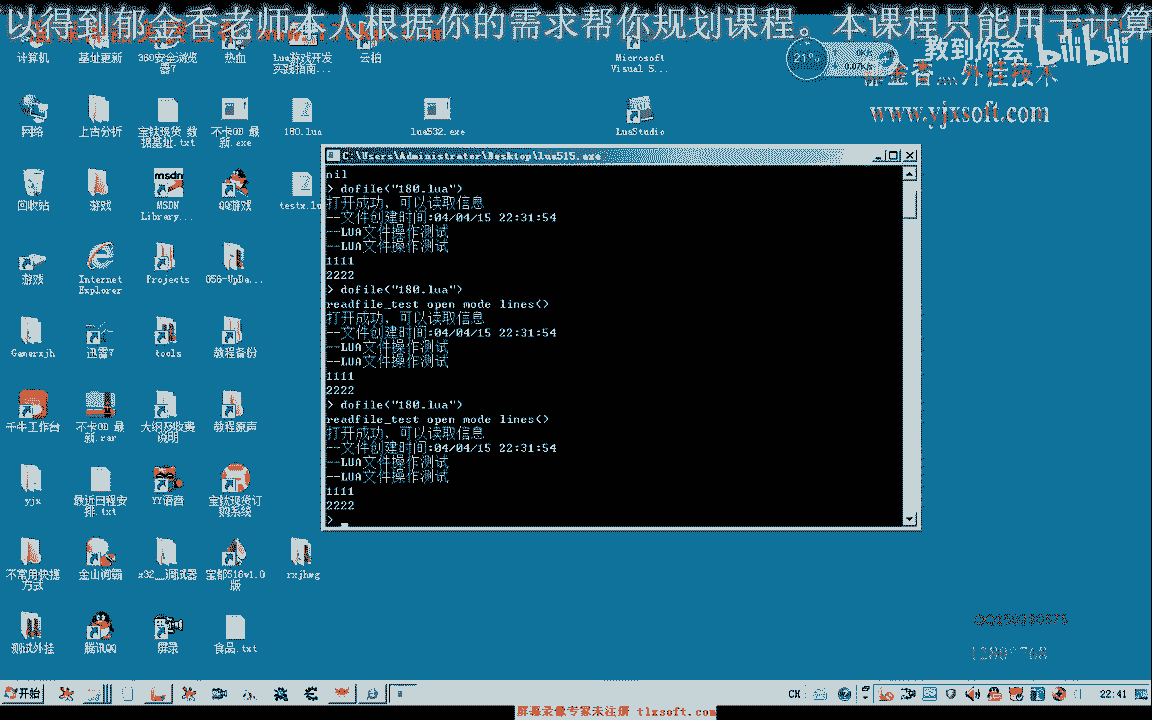 以得到郁金香老师本人根据你的需求帮你规划课程。本课程只能用于计算
教到你会
bilibili
郁金香灬外挂技术
www.yjxsoft.com
21%
计算机
基址更新
360安全浏览器7
热血
Lua游戏开发实践指南...
云柏
Microsoft Visual S...
网络
上古分析
宝钛现货 数据基址.txt
不卡QQ 最新.exe
180.lua
lua532.exe
LuaStudio
回收站
游戏
MSDN Library...
QQ游戏
testx.lu
游戏
Internet Explorer
Projects
056-UpDa...
Gamerxjh
迅雷7
tools
教程备份
千牛工作台
不卡QQ 最新.rar
大纲及收费说明
教程原声
yjx
最近日程安排.txt
YY语音
宝钛现货订购系统
不常用快捷方式
金山词霸
x32__调试器
宝都518v1.0版
rxjhwg
测试外挂
腾讯QQ
屏录
食品.txt
C:\Users\Administrator\Desktop\lua515.exe
nil
> dofile("180.lua")
打开成功，可以读取信息
--文件创建时间:04/04/15 22:31:54
--LUA文件操作测试
--LUA文件操作测试
1111
2222
> dofile("180.lua")
readfile_test open mode lines()
打开成功，可以读取信息
--文件创建时间:04/04/15 22:31:54
--LUA文件操作测试
--LUA文件操作测试
1111
2222
> dofile("180.lua")
readfile_test open mode lines()
打开成功，可以读取信息
--文件创建时间:04/04/15 22:31:54
--LUA文件操作测试
--LUA文件操作测试
1111
2222
>
开始
CH
22:41
屏幕录像专家未注册 tlxsoft.com